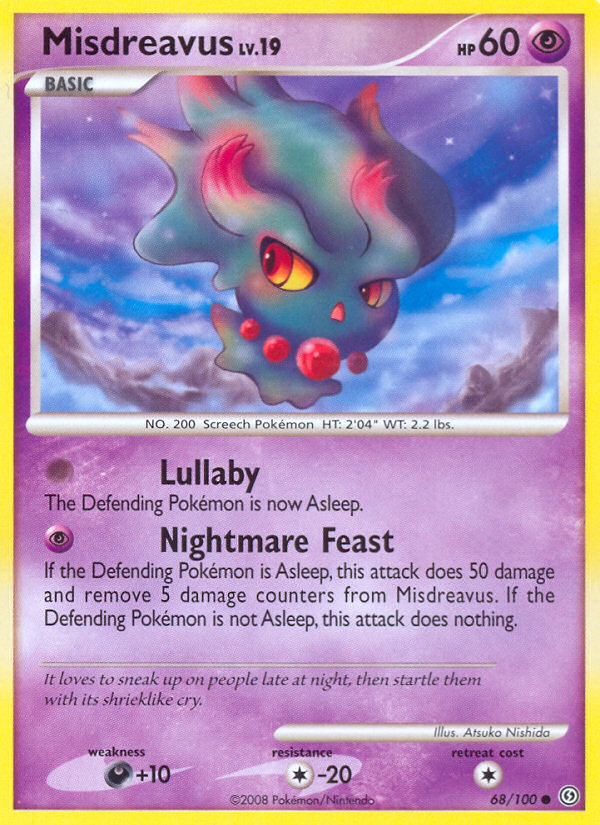 Misdreavus LV.19
HP 60
BASIC
NO. 200 Screech Pokémon HT: 2'04" WT: 2.2 lbs.
Lullaby
The Defending Pokémon is now Asleep.
Nightmare Feast
If the Defending Pokémon is Asleep, this attack does 50 damage
and remove 5 damage counters from Misdreavus. If the
Defending Pokémon is not Asleep, this attack does nothing.
It loves to sneak up on people late at night, then startle them
with its shrieklike cry.
Illus. Atsuko Nishida
weakness resistance retreat cost
+10 -20
©2008 Pokémon/Nintendo 68/100